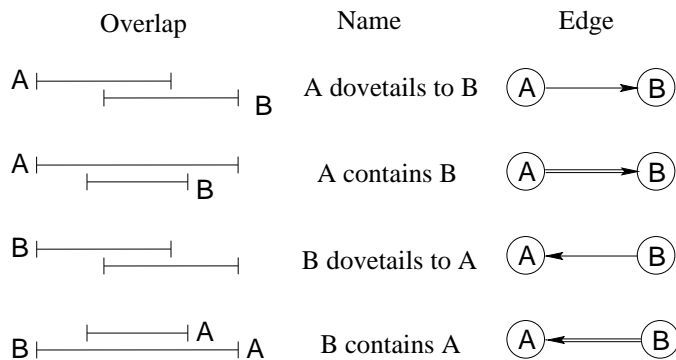 Overlap Name Edge
A B A dovetails to B A B
A B A contains B A B
B B dovetails to A A B
B A A B contains A A B